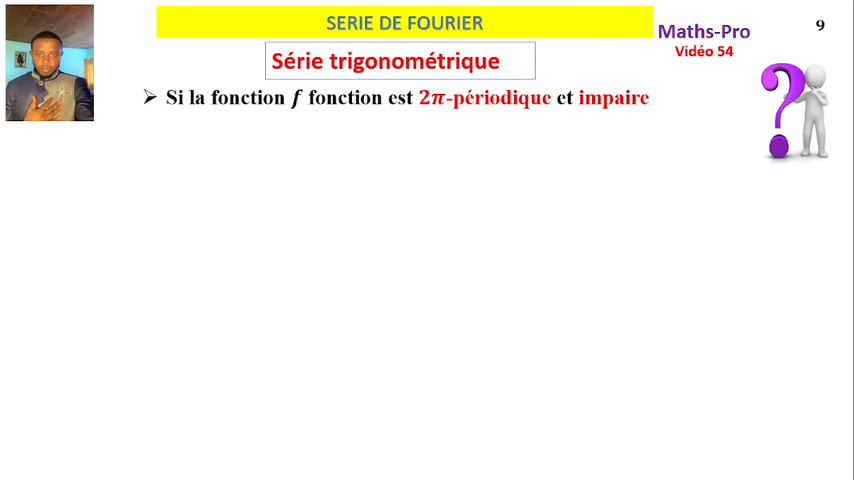 SERIE DE FOURIER
Maths-Pro
9
Vidéo 54
Série trigonométrique
➢ Si la fonction f fonction est 2π-périodique et impaire